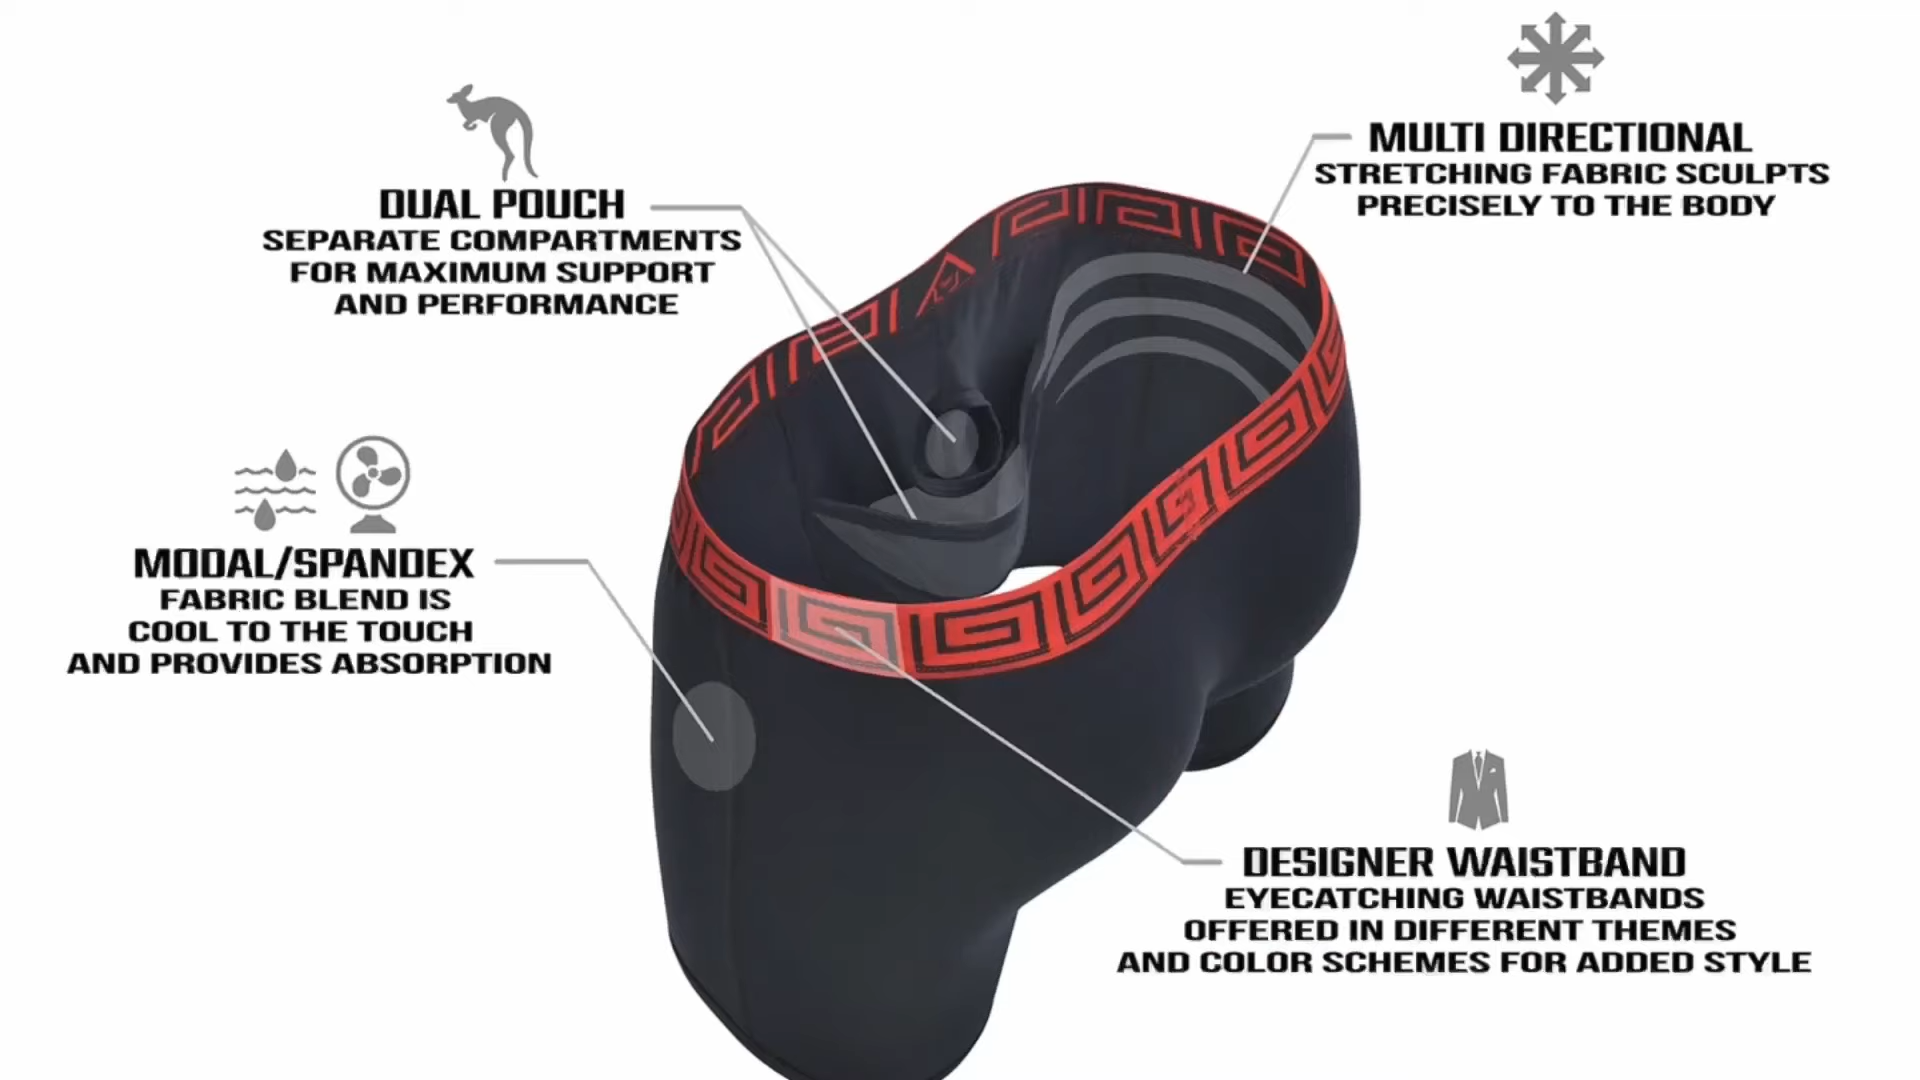 DUAL POUCH
SEPARATE COMPARTMENTS
FOR MAXIMUM SUPPORT
AND PERFORMANCE
MULTI DIRECTIONAL
STRETCHING FABRIC SCULPTS
PRECISELY TO THE BODY
MODAL/SPANDEX
FABRIC BLEND IS
COOL TO THE TOUCH
AND PROVIDES ABSORPTION
DESIGNER WAISTBAND
EYECATCHING WAISTBANDS
OFFERED IN DIFFERENT THEMES
AND COLOR SCHEMES FOR ADDED STYLE